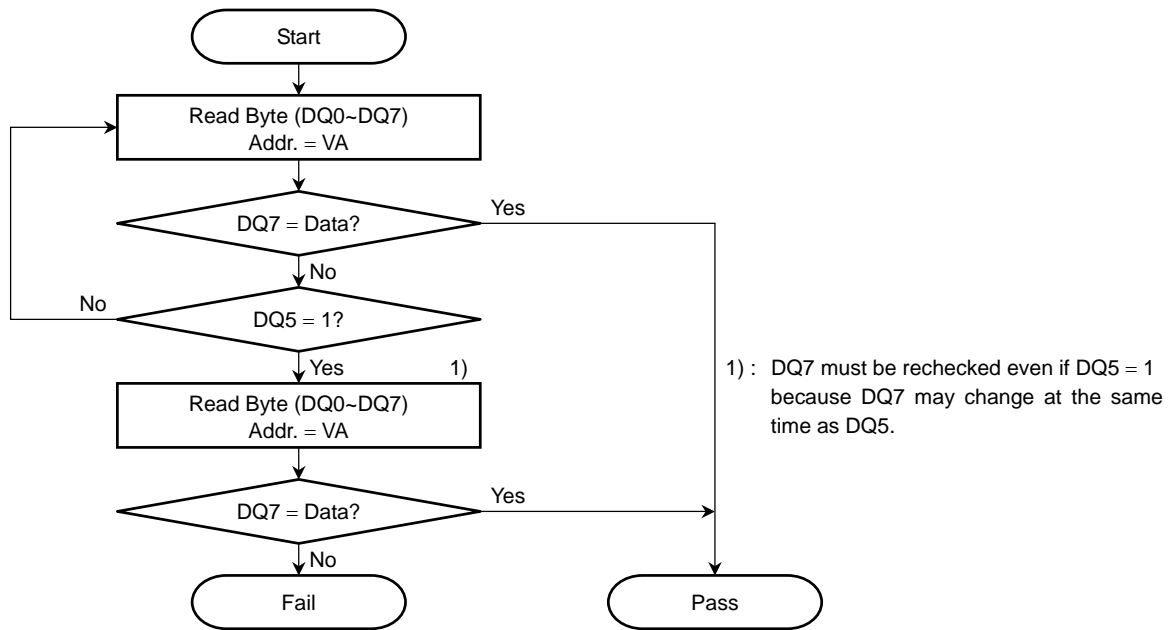 Start
Read Byte (DQ0~DQ7)
Addr. = VA
DQ7 = Data?
Yes
No
No
DQ5 = 1?
Yes
1)
Read Byte (DQ0~DQ7)
Addr. = VA
1) : DQ7 must be rechecked even if DQ5 = 1
because DQ7 may change at the same
time as DQ5.
DQ7 = Data?
Yes
No
Fail
Pass